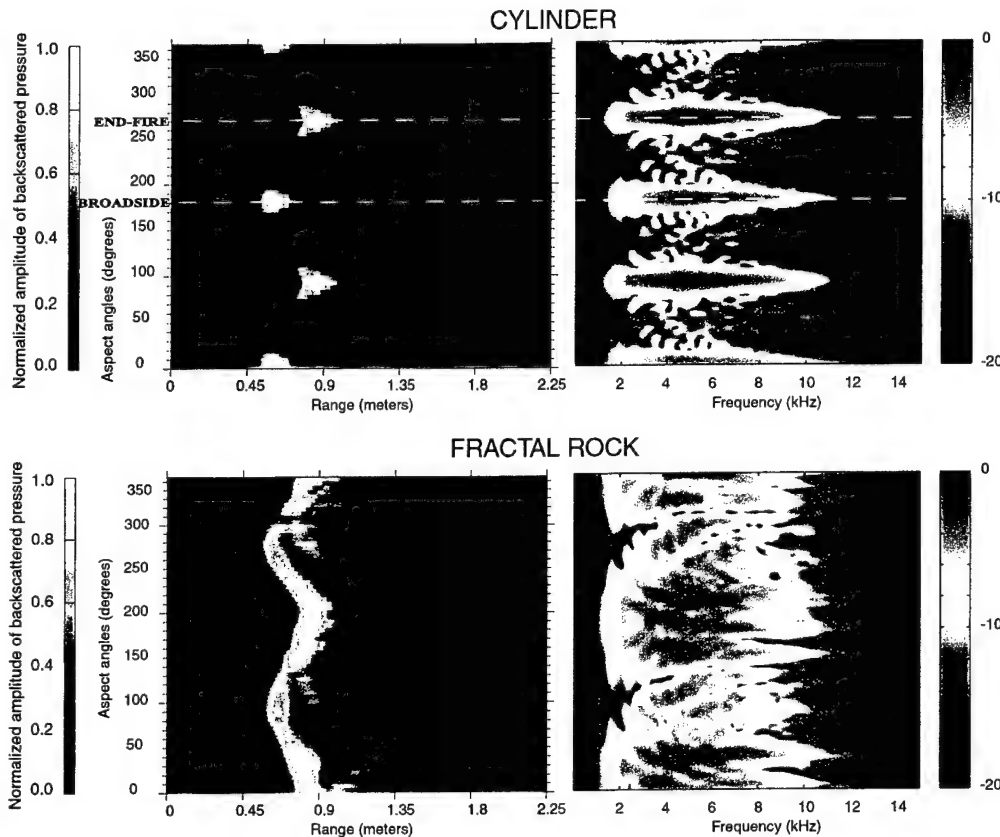 CYLINDER
Normalized amplitude of backscattered pressure
1.0
0.8
0.6
0.4
0.2
0.0
Aspect angles (degrees)
350
300
END-FIRE
250
200
BROADSIDE
150
100
50
0
0 0.45 0.9 1.35 1.8 2.25
Range (meters)
2 4 6 8 10 12 14
Frequency (kHz)
0
-10
-20
FRACTAL ROCK
Normalized amplitude of backscattered pressure
1.0
0.8
0.6
0.4
0.2
0.0
Aspect angles (degrees)
350
300
250
200
150
100
50
0
0 0.45 0.9 1.35 1.8 2.25
Range (meters)
2 4 6 8 10 12 14
Frequency (kHz)
0
-10
-20